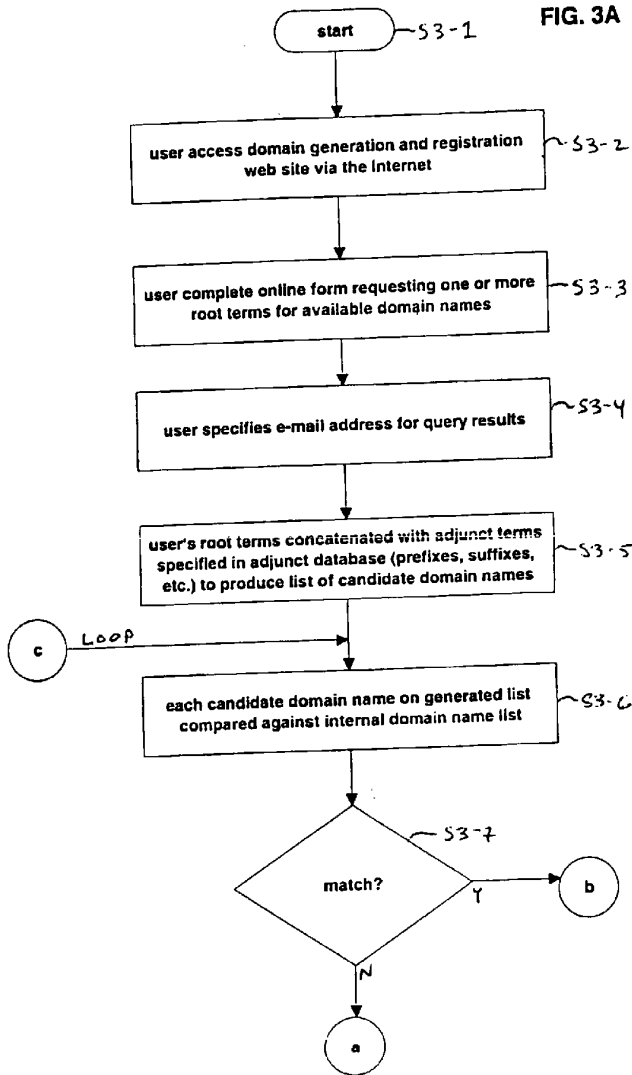 FIG. 3A
start
S3-1
user access domain generation and registration
web site via the Internet
S3-2
user complete online form requesting one or more
root terms for available domain names
S3-3
user specifies e-mail address for query results
S3-4
user's root terms concatenated with adjunct terms
specified in adjunct database (prefixes, suffixes,
etc.) to produce list of candidate domain names
S3-5
c
LOOP
each candidate domain name on generated list
compared against internal domain name list
S3-6
S3-7
match?
Y
b
N
a